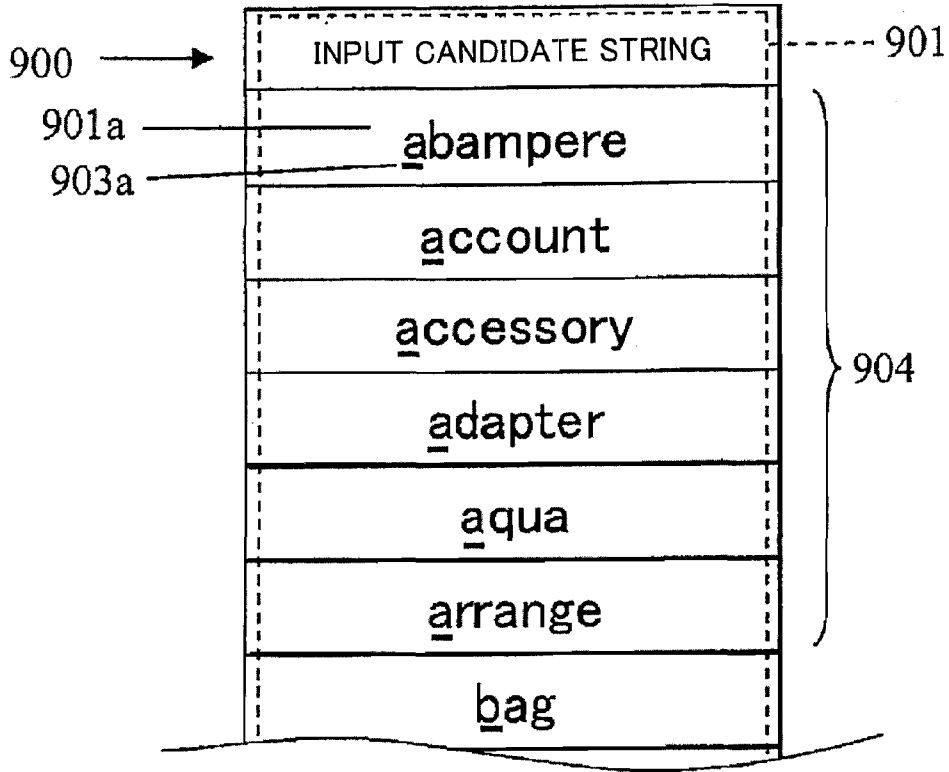 INPUT CANDIDATE STRING
901
900
901a
abampere
903a
account
accessory
904
adapter
aqua
arrange
bag